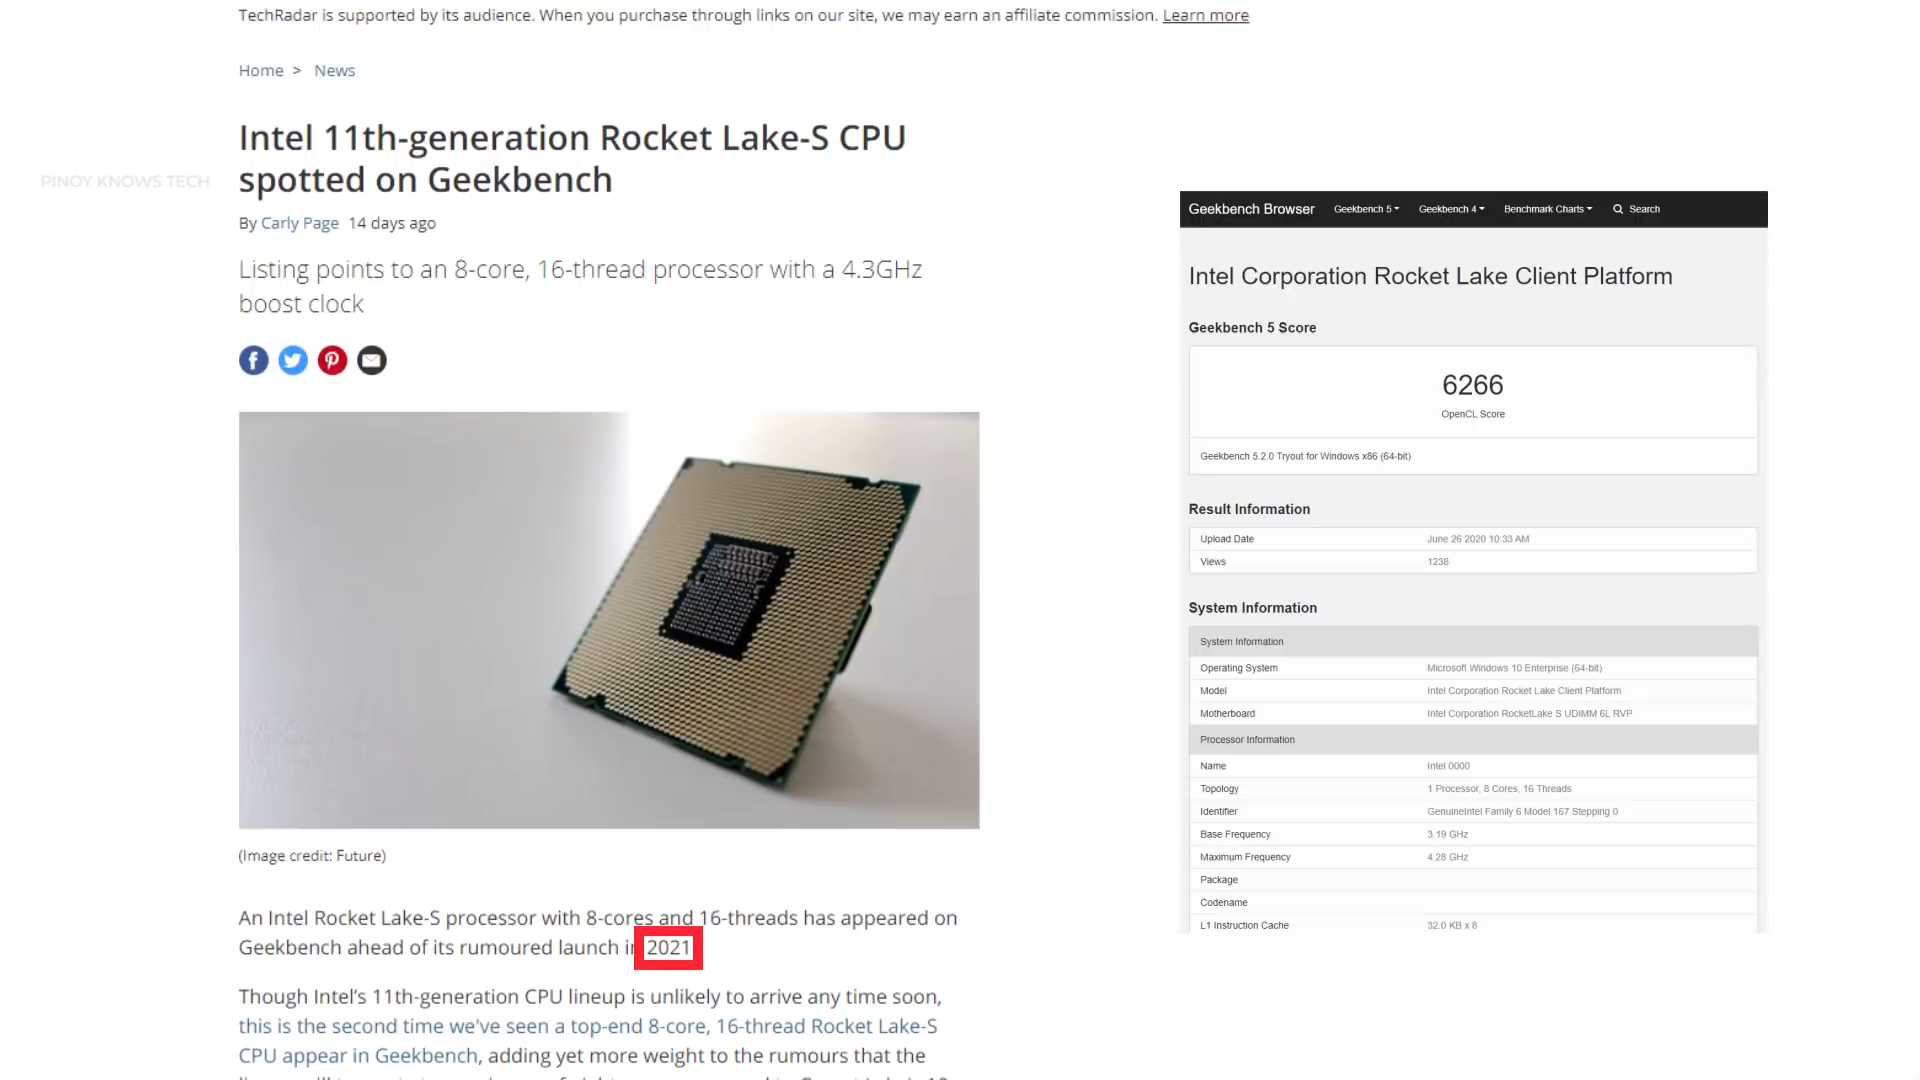 TechRadar is supported by its audience. When you purchase through links on our site, we may earn an affiliate commission. Learn more
Home > News
Intel 11th-generation Rocket Lake-S CPU
spotted on Geekbench
PINOY KNOWS TECH
By Carly Page 14 days ago
Listing points to an 8-core, 16-thread processor with a 4.3GHz
boost clock
(Image credit: Future)
An Intel Rocket Lake-S processor with 8-cores and 16-threads has appeared on
Geekbench ahead of its rumoured launch in 2021
Though Intel's 11th-generation CPU lineup is unlikely to arrive any time soon,
this is the second time we've seen a top-end 8-core, 16-thread Rocket Lake-S
CPU appear in Geekbench, adding yet more weight to the rumours that the
Geekbench Browser Geekbench 5 Geekbench 4 Benchmark Charts Search
Intel Corporation Rocket Lake Client Platform
Geekbench 5 Score
6266
OpenCL Score
Geekbench 5.2.0 Tryout for Windows x86 (64-bit)
Result Information
Upload Date June 26 2020 10:33 AM
Views 1238
System Information
System Information
Operating System Microsoft Windows 10 Enterprise (64-bit)
Model Intel Corporation Rocket Lake Client Platform
Motherboard Intel Corporation RocketLake S UDIMM 6L RVP
Processor Information
Name Intel 0000
Topology 1 Processor, 8 Cores, 16 Threads
Identifier GenuineIntel Family 6 Model 167 Stepping 0
Base Frequency 3.19 GHz
Maximum Frequency 4.28 GHz
Package
Codename
L1 Instruction Cache 32.0 KB x 8